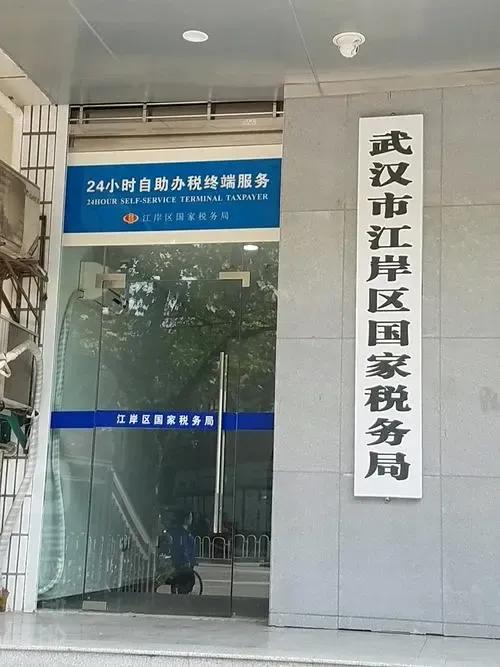 24小时自助办税终端服务
24HOUR SELF-SERVICE TERMINAL TAXPAYER
江岸区国家税务局
江岸区国家税务局
武汉市江岸区国家税务局